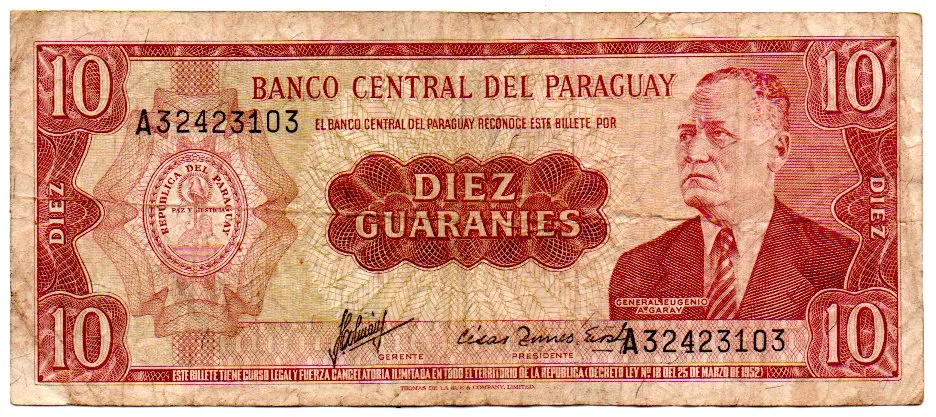 10 10
BANCO CENTRAL DEL PARAGUAY
A32423103
EL BANCO CENTRAL DEL PARAGUAY RECONOCE ESTE BILLETE POR
REPUBLICA DEL PARAGUAY
PAZ Y JUSTICIA
DIEZ
GUARANIES
DIEZ DIEZ
GENERAL EUGENIO
A. GARAY
10 10
GERENTE
PRESIDENTE
A32423103
ESTE BILLETE TIENE CURSO LEGAL Y FUERZA CANCELATORIA ILIMITADA EN TODO EL TERRITORIO DE LA REPUBLICA (DECRETO LEY Nº 18 DEL 25 DE MARZO DE 1952)
THOMAS DE LA RUE & COMPANY, LIMITED.